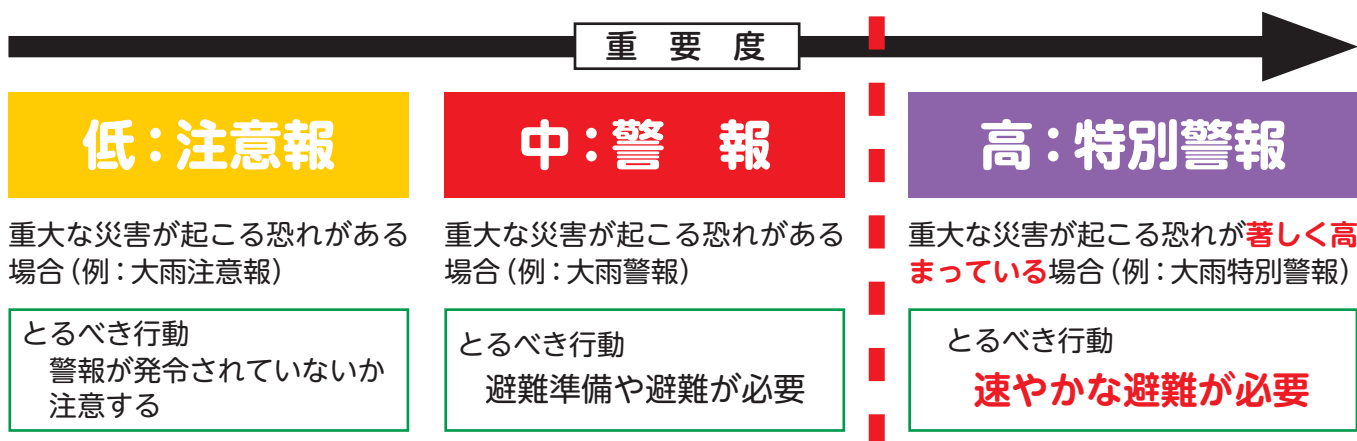 重 要 度
低：注意報
重大な災害が起こる恐れがある
場合（例：大雨注意報）
とるべき行動
警報が発令されていないか
注意する
中：警 報
重大な災害が起こる恐れがある
場合（例：大雨警報）
とるべき行動
避難準備や避難が必要
高：特別警報
重大な災害が起こる恐れが著しく高
まっている場合（例：大雨特別警報）
とるべき行動
速やかな避難が必要